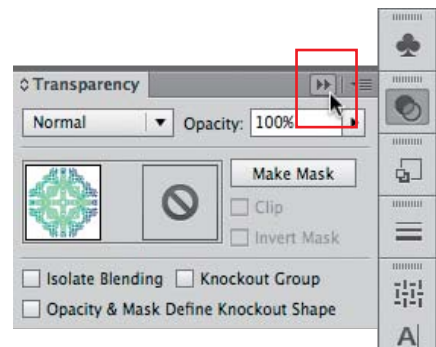 Transparency
Normal Opacity: 100%
Make Mask
Clip
Invert Mask
Isolate Blending Knockout Group
Opacity & Mask Define Knockout Shape
A